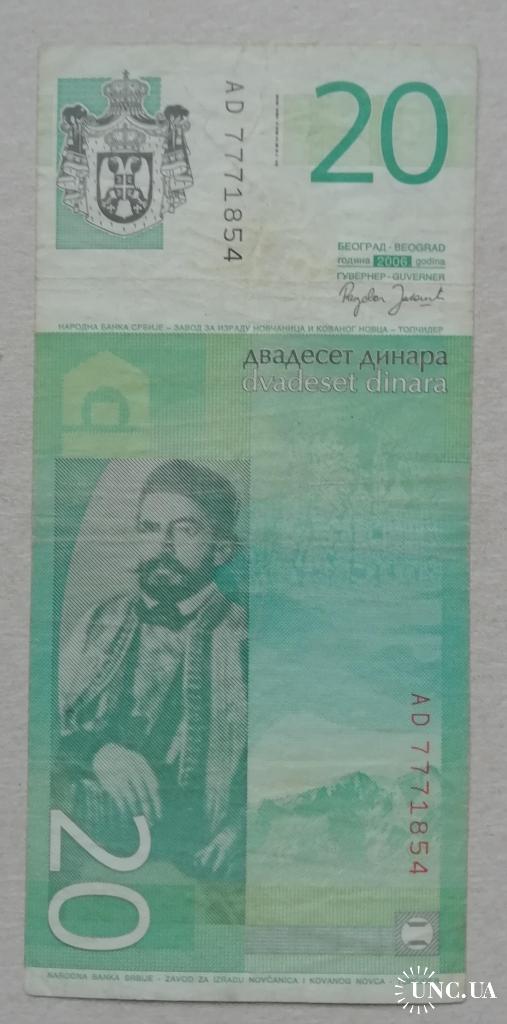 AD 7771854
20
БЕОГРАД - BEOGRAD
година 2006 godina
ГУВЕРНЕР - GUVERNER
НАРОДНА БАНКА СРБИЈЕ – ЗАВОД ЗА ИЗРАДУ НОВЧАНИЦА И КОВАНОГ НОВЦА – ТОПЧИДЕР
двадесет динара
dvadeset dinara
AD 7771854
20
NARODNA BANKA SRBIJE - ZAVOD ZA IZRADU NOVČANICA I KOVANOG NOVCA -
UNC.UA